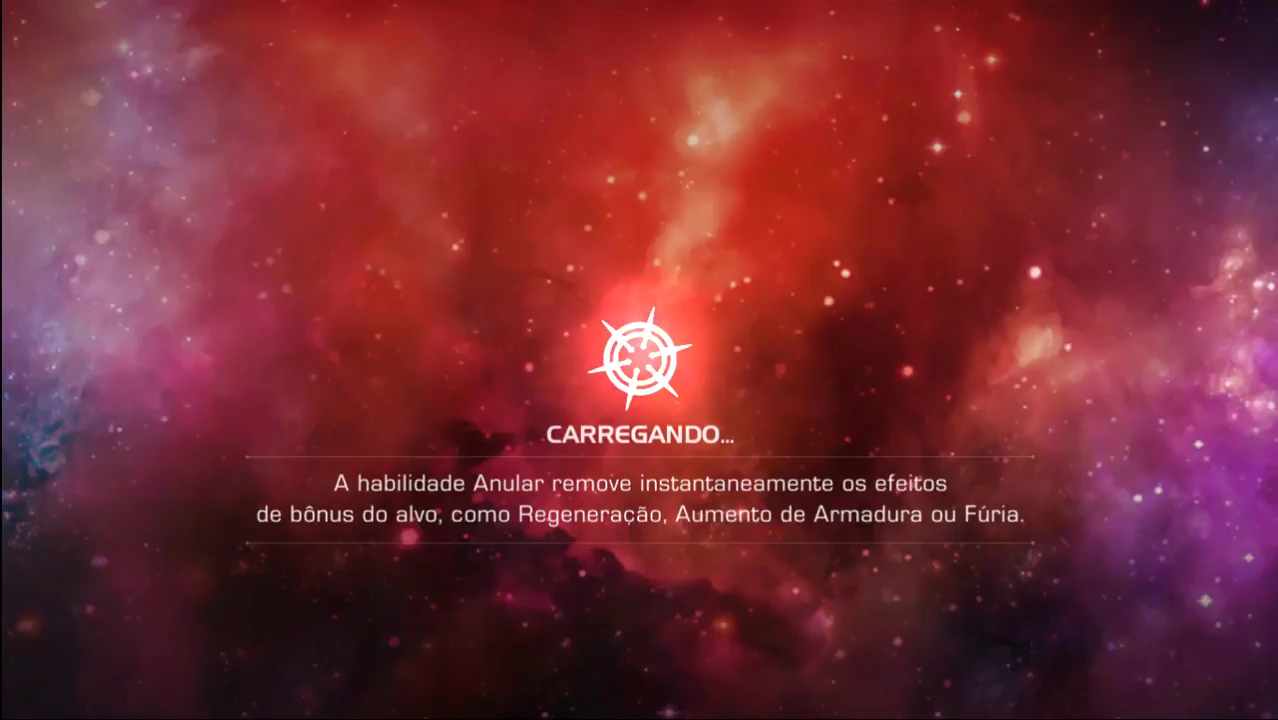 CARREGANDO...
A habilidade Anular remove instantaneamente os efeitos
de bônus do alvo, como Regeneração, Aumento de Armadura ou Fúria.